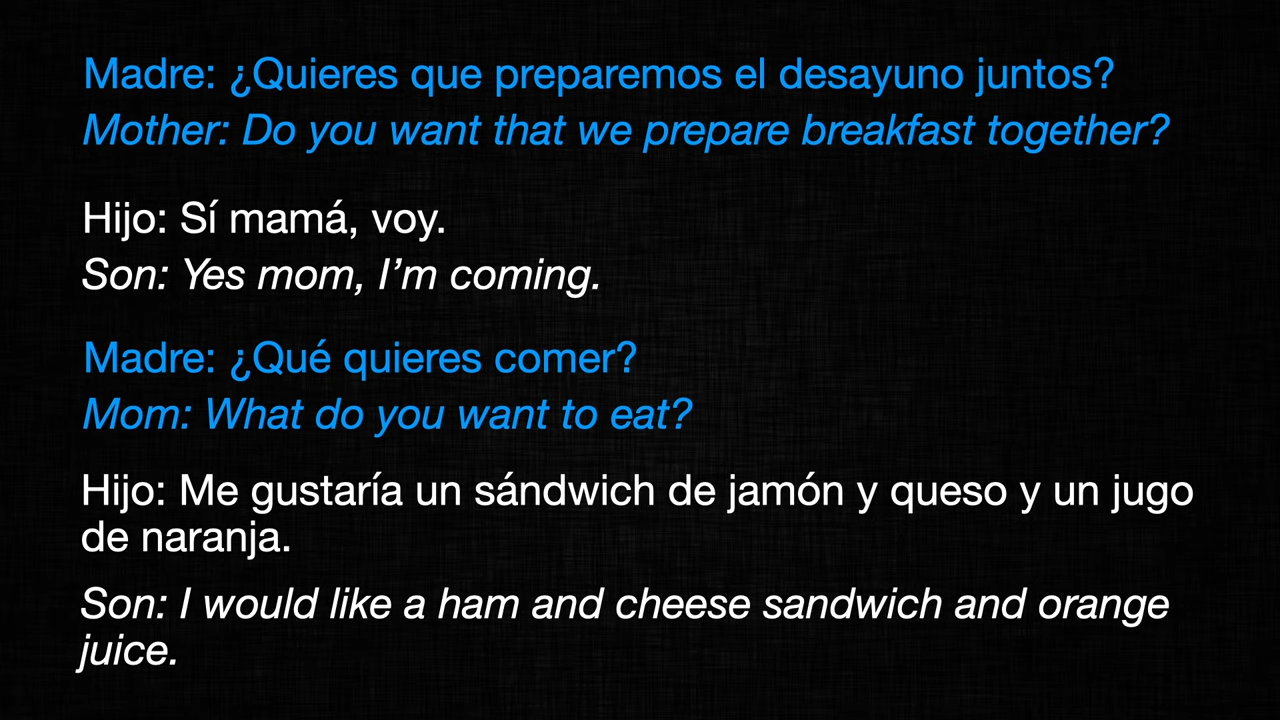 Madre: ¿Quieres que preparemos el desayuno juntos?
Mother: Do you want that we prepare breakfast together?
Hijo: Sí mamá, voy.
Son: Yes mom, I’m coming.
Madre: ¿Qué quieres comer?
Mom: What do you want to eat?
Hijo: Me gustaría un sándwich de jamón y queso y un jugo
de naranja.
Son: I would like a ham and cheese sandwich and orange
juice.